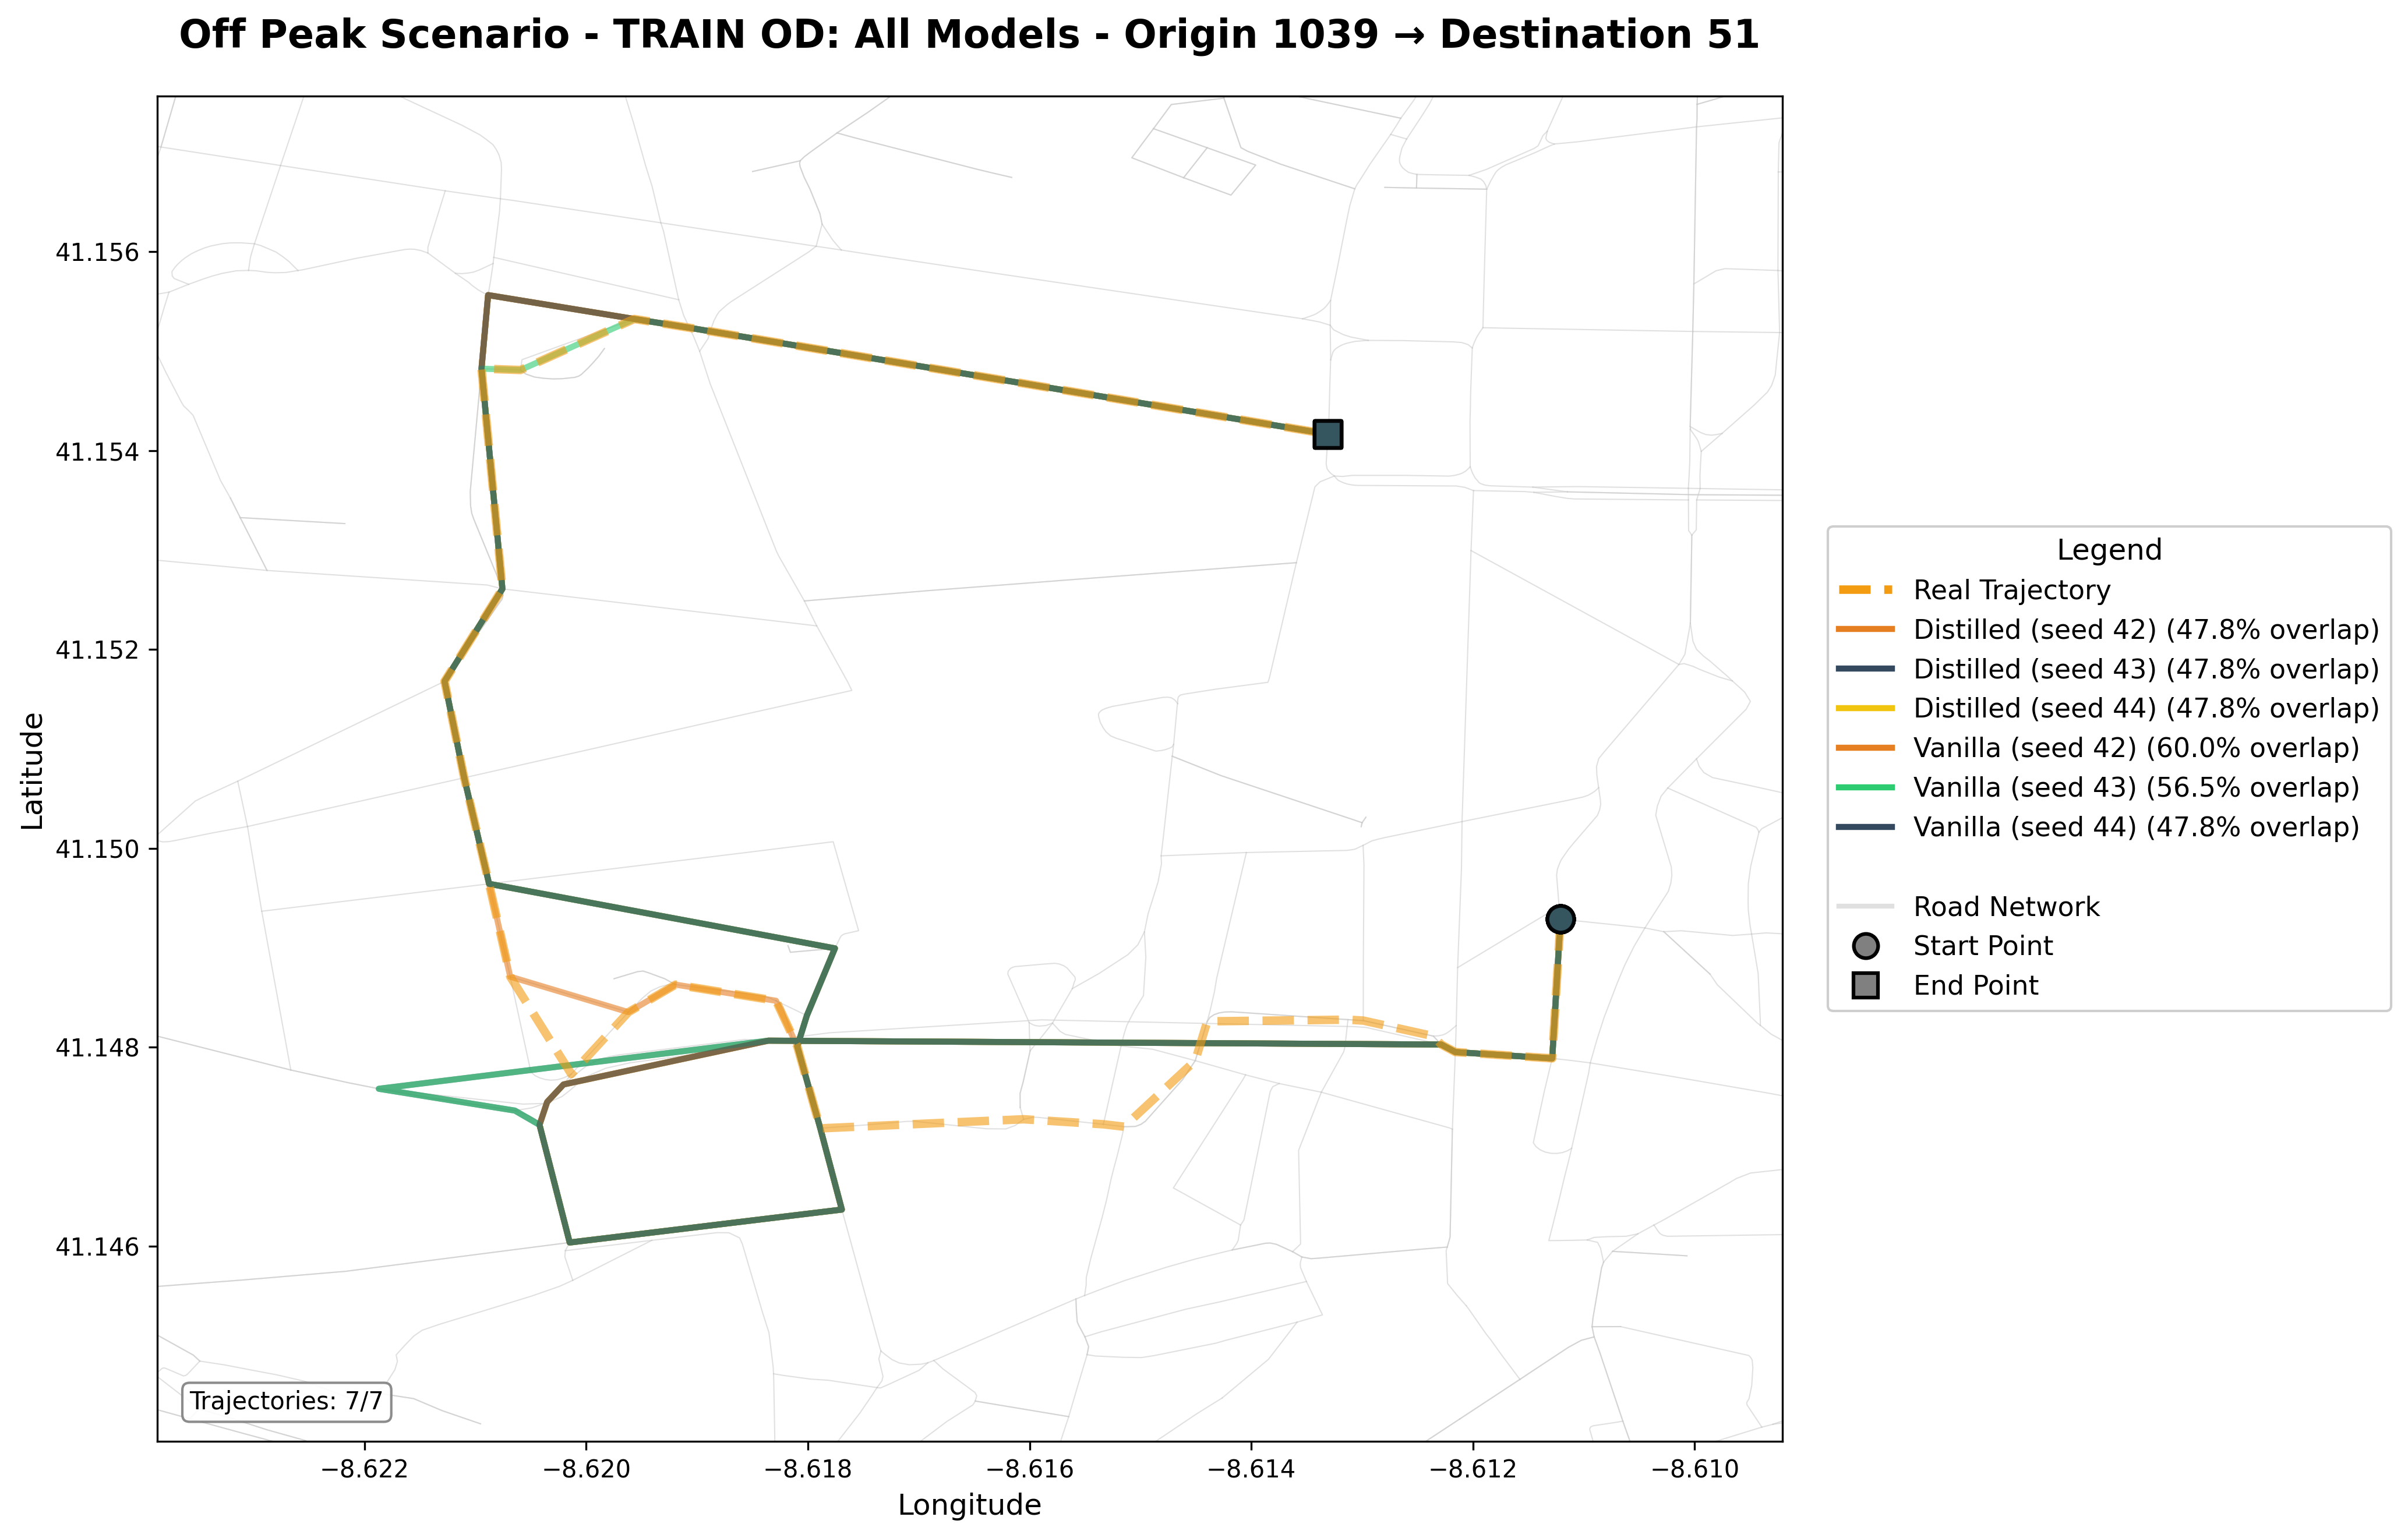 Off Peak Scenario - TRAIN OD: All Models - Origin 1039 → Destination 51
41.156
41.154
41.152
41.150
41.148
41.146
Latitude
−8.622
−8.620
−8.618
−8.616
−8.614
−8.612
−8.610
Longitude
Trajectories: 7/7
Legend
Real Trajectory
Distilled (seed 42) (47.8% overlap)
Distilled (seed 43) (47.8% overlap)
Distilled (seed 44) (47.8% overlap)
Vanilla (seed 42) (60.0% overlap)
Vanilla (seed 43) (56.5% overlap)
Vanilla (seed 44) (47.8% overlap)
Road Network
Start Point
End Point